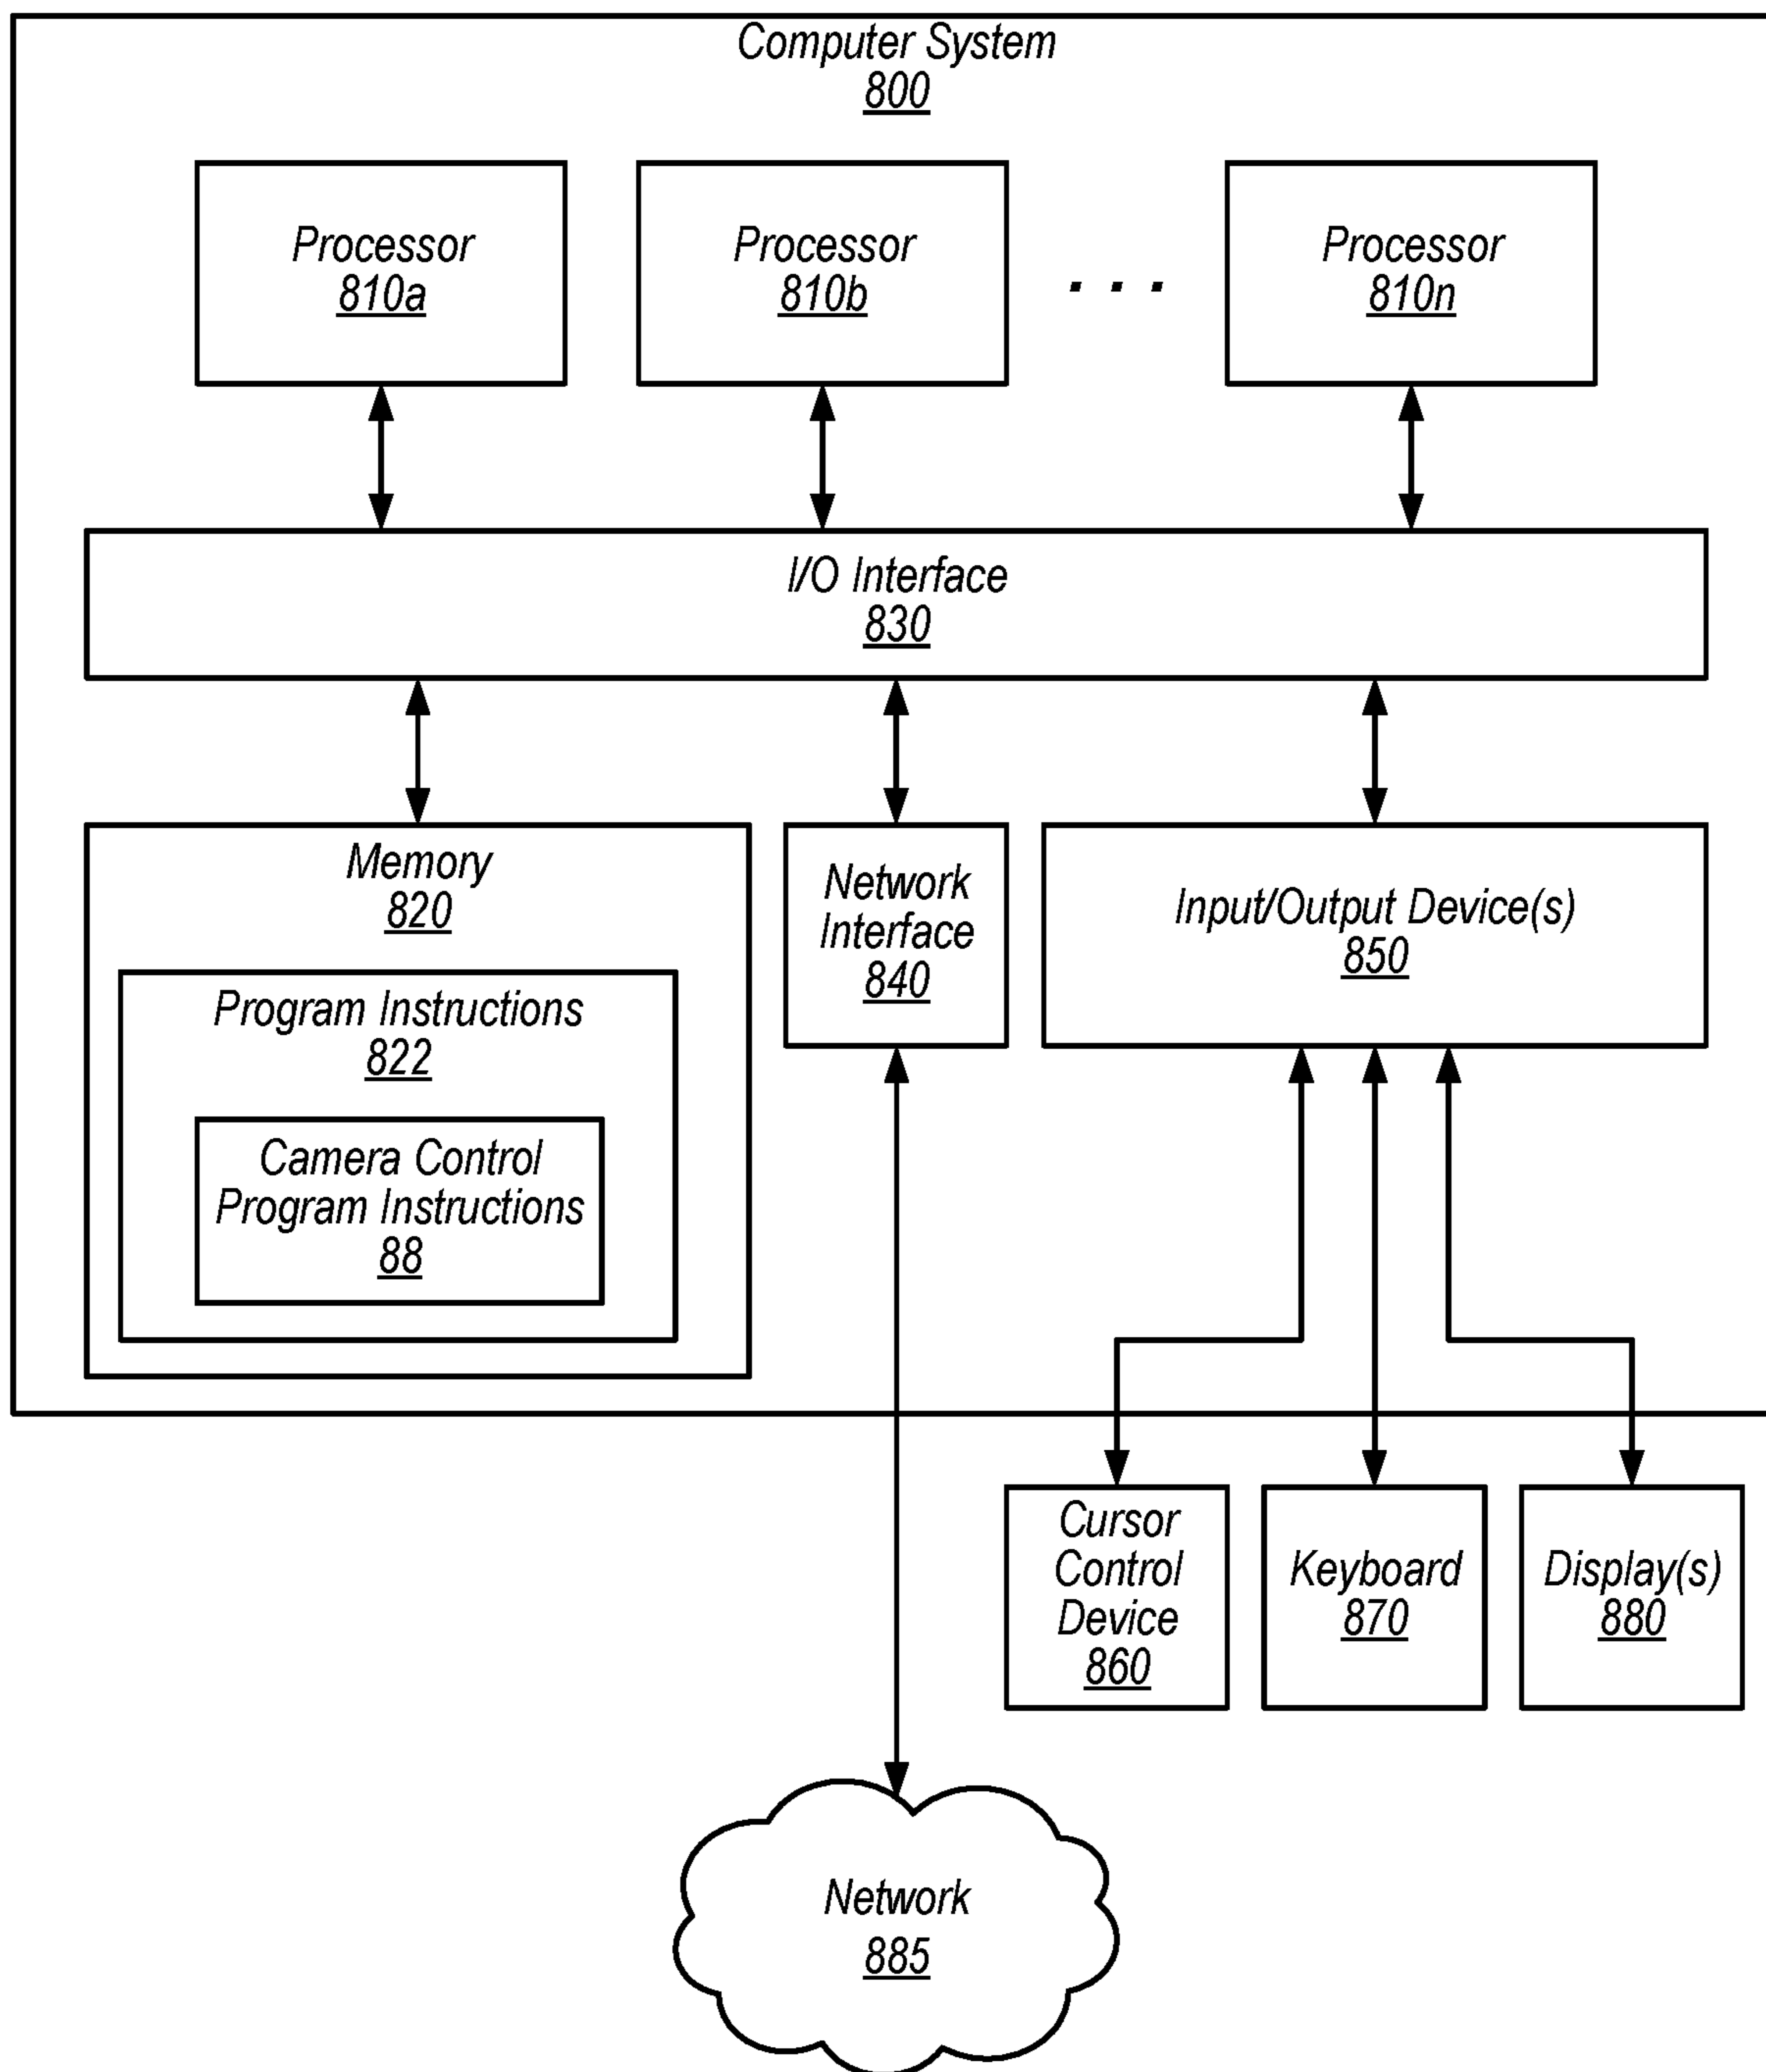 Computer System
800
Processor
810a
Processor
810b
. . .
Processor
810n
I/O Interface
830
Memory
820
Program Instructions
822
Camera Control
Program Instructions
88
Network
Interface
840
Input/Output Device(s)
850
Cursor
Control
Device
860
Keyboard
870
Display(s)
880
Network
885